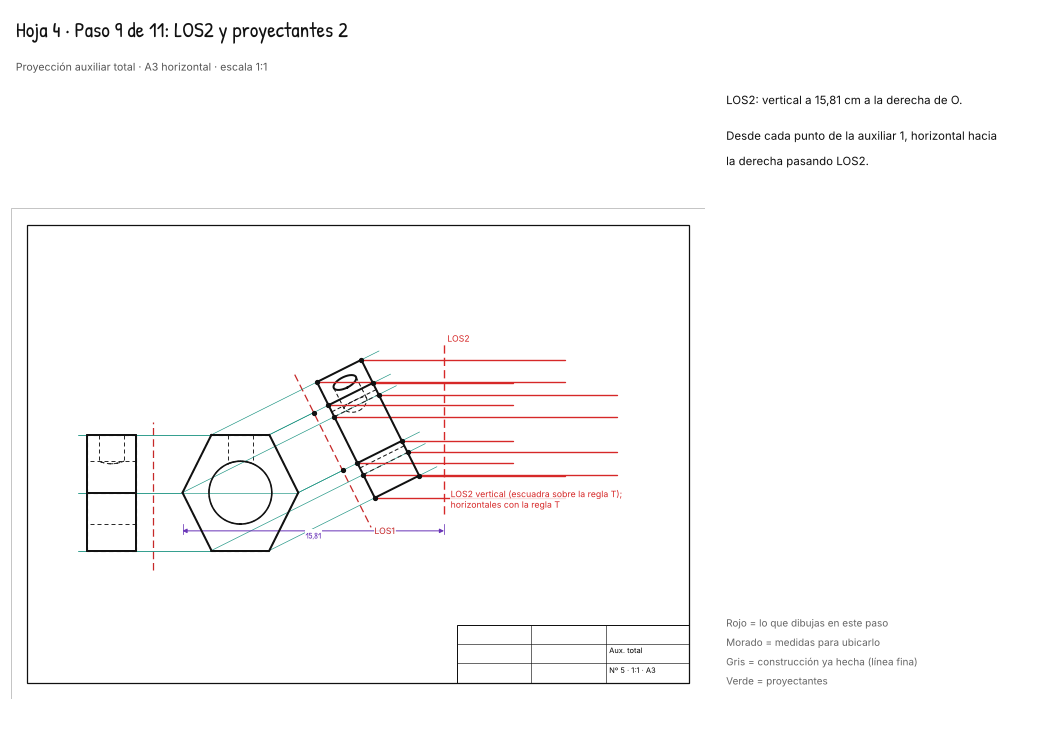 Hoja 4 · Paso 9 de 11: LOS2 y proyectantes 2
Proyección auxiliar total · A3 horizontal · escala 1:1
LOS2: vertical a 15,81 cm a la derecha de O.
Desde cada punto de la auxiliar 1, horizontal hacia
la derecha pasando LOS2.
LOS2
LOS2 vertical (escuadra sobre la regla T);
horizontales con la regla T
LOS1
15,81
Aux. total
Nº 5 · 1:1 · A3
Rojo = lo que dibujas en este paso
Morado = medidas para ubicarlo
Gris = construcción ya hecha (línea fina)
Verde = proyectantes